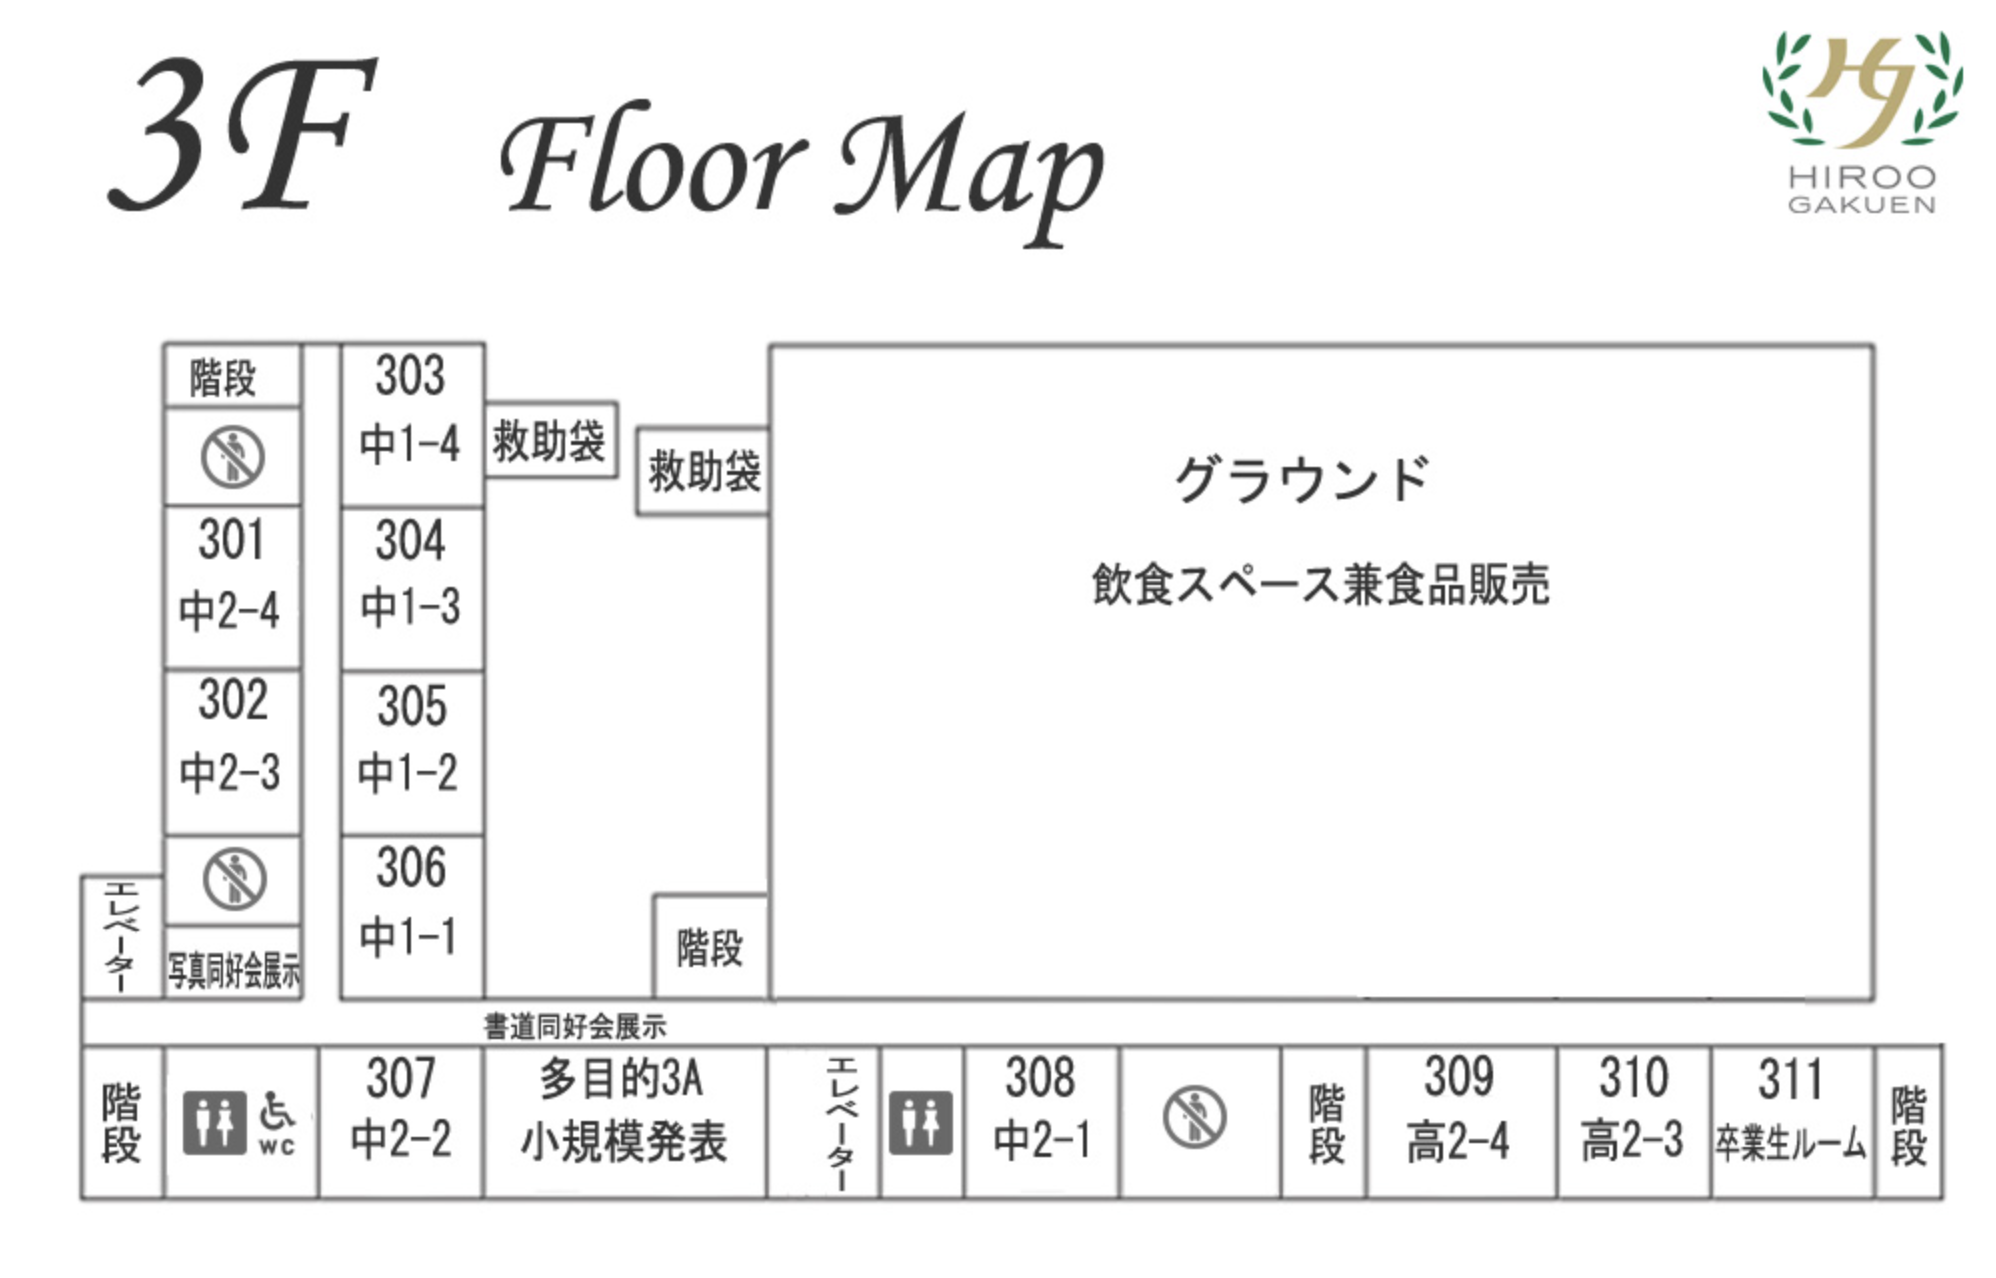 3F Floor Map
HIROO
GAKUEN
階段
303
中1-4
救助袋
救助袋
グラウンド
飲食スペース兼食品販売
301
中2-4
304
中1-3
302
中2-3
305
中1-2
306
中1-1
エレベーター
写真同好会展示
階段
書道同好会展示
階段
WC
307
中2-2
多目的3A
小規模発表
エレベーター
308
中2-1
階段
309
高2-4
310
高2-3
311
卒業生ルーム
階段